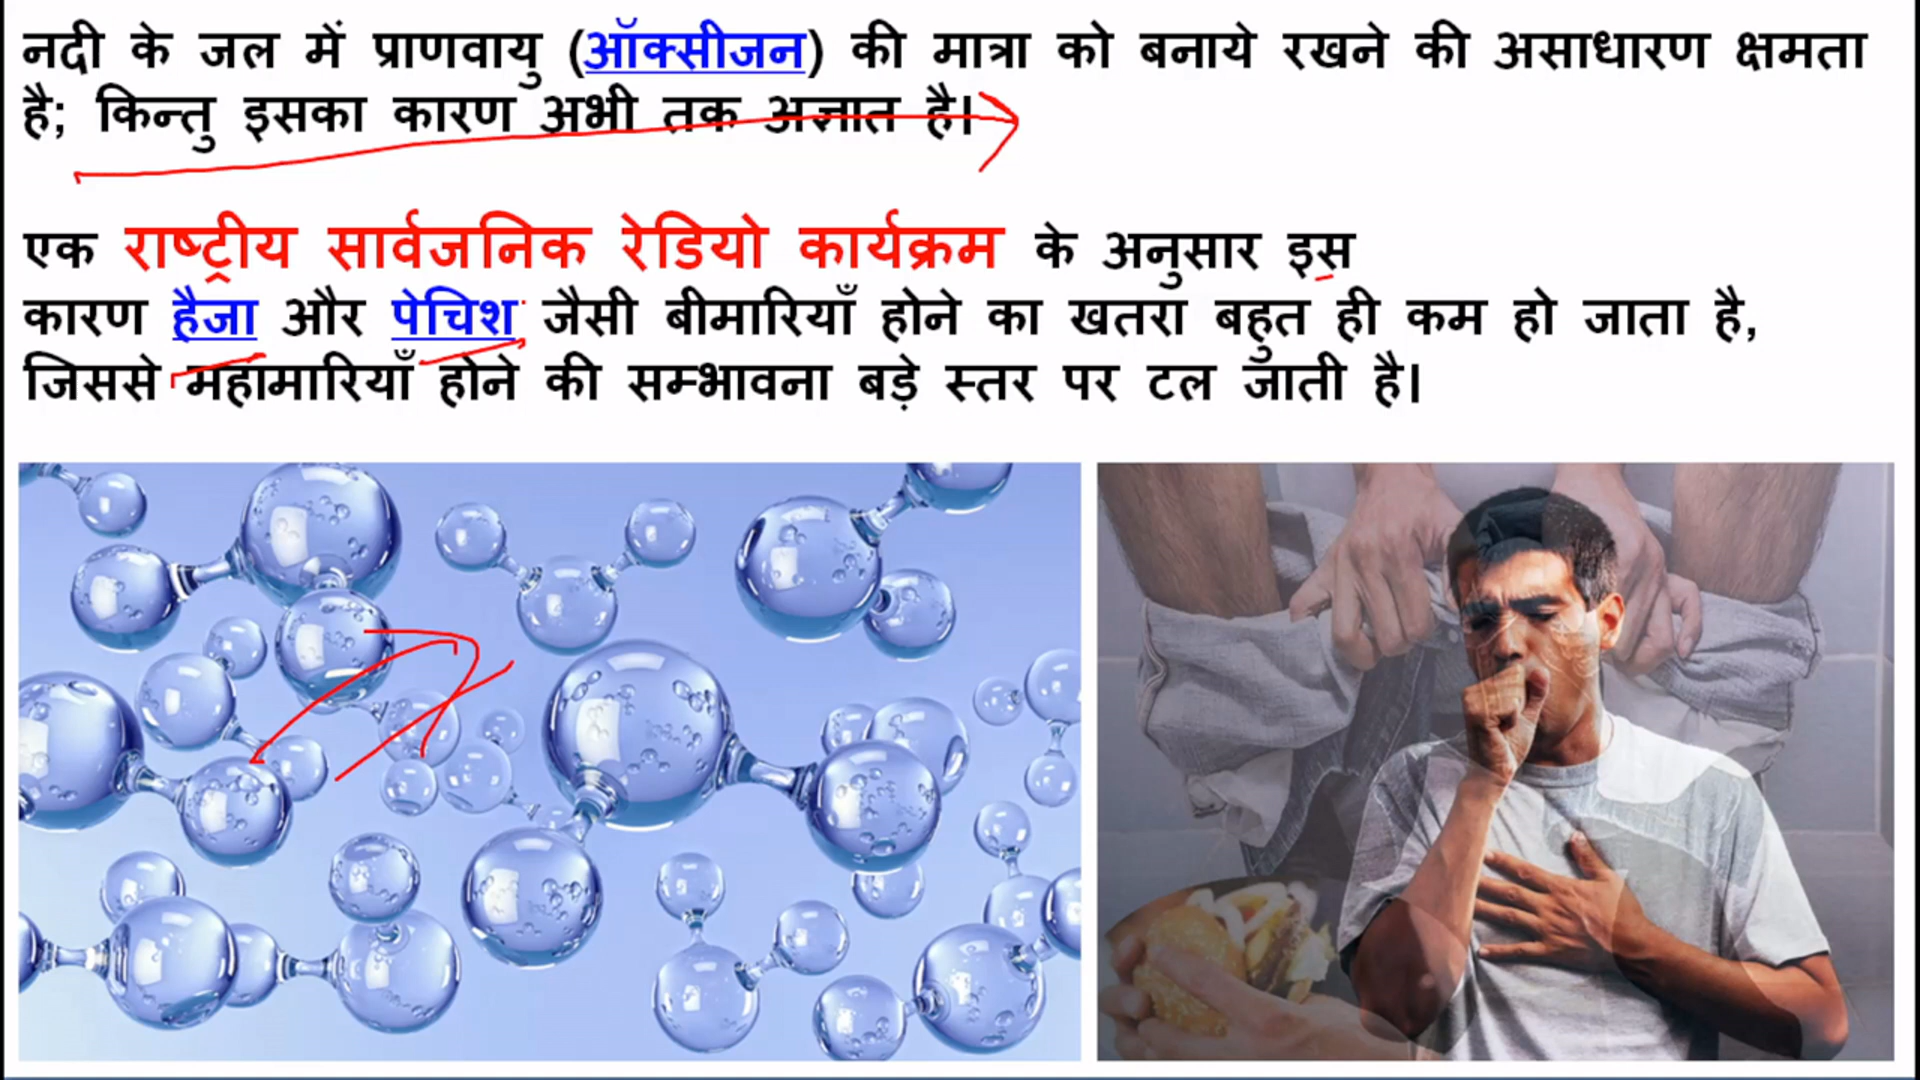 नदी के जल में प्राणवायु (ऑक्सीजन) की मात्रा को बनाये रखने की असाधारण क्षमता
है; किन्तु इसका कारण अभी तक अज्ञात है।
एक राष्ट्रीय सार्वजनिक रेडियो कार्यक्रम के अनुसार इस
कारण हैजा और पेचिश जैसी बीमारियाँ होने का खतरा बहुत ही कम हो जाता है,
जिससे महामारियाँ होने की सम्भावना बड़े स्तर पर टल जाती है।